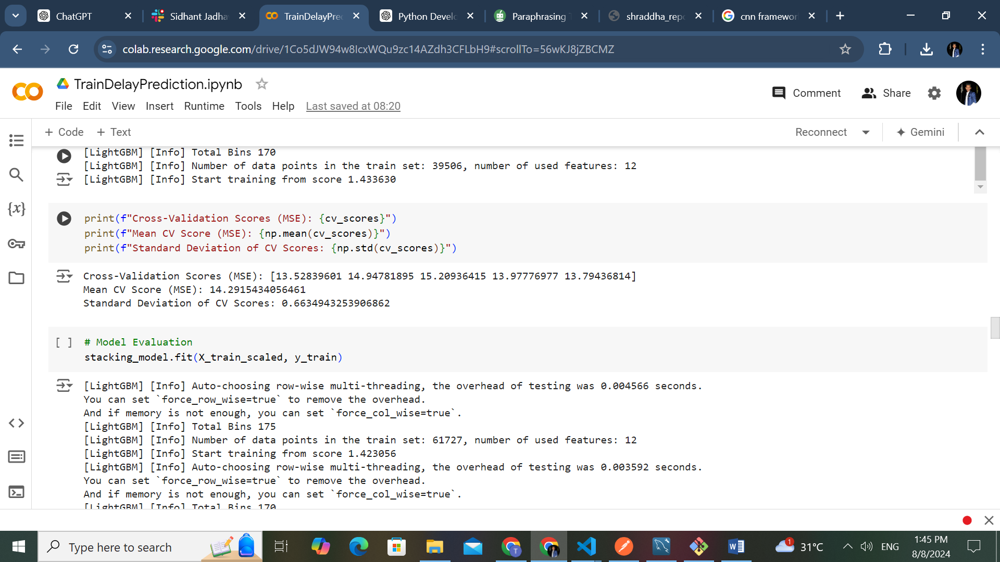 ChatGPT
Sidhant Jadha
TrainDelayPre
Python Develo
Paraphrasing T
shraddha_repo
cnn framewor
colab.research.google.com/drive/1Co5dJW94w8IcxWQu9zc14AZdh3CFLbH9#scrollTo=56wKJ8jZBCMZ
TrainDelayPrediction.ipynb
Comment
Share
File Edit View Insert Runtime Tools Help Last saved at 08:20
+ Code + Text
Reconnect
Gemini
[LightGBM] [Info] Total Bins 170
[LightGBM] [Info] Number of data points in the train set: 39506, number of used features: 12
[LightGBM] [Info] Start training from score 1.433630
{x}
print(f"Cross-Validation Scores (MSE): {cv_scores}")
print(f"Mean CV Score (MSE): {np.mean(cv_scores)}")
print(f"Standard Deviation of CV Scores: {np.std(cv_scores)}")
Cross-Validation Scores (MSE): [13.52839601 14.94781895 15.20936415 13.97776977 13.79436814]
Mean CV Score (MSE): 14.2915434056461
Standard Deviation of CV Scores: 0.6634943253906862
[ ] # Model Evaluation
stacking_model.fit(X_train_scaled, y_train)
[LightGBM] [Info] Auto-choosing row-wise multi-threading, the overhead of testing was 0.004566 seconds.
You can set `force_row_wise=true` to remove the overhead.
And if memory is not enough, you can set `force_col_wise=true`.
[LightGBM] [Info] Total Bins 175
[LightGBM] [Info] Number of data points in the train set: 61727, number of used features: 12
[LightGBM] [Info] Start training from score 1.423056
[LightGBM] [Info] Auto-choosing row-wise multi-threading, the overhead of testing was 0.003592 seconds.
You can set `force_row_wise=true` to remove the overhead.
And if memory is not enough, you can set `force_col_wise=true`.
[LightGBM] [Info] Total Bins 170
Type here to search
T
W
1
31°C
ENG
1:45 PM
8/8/2024